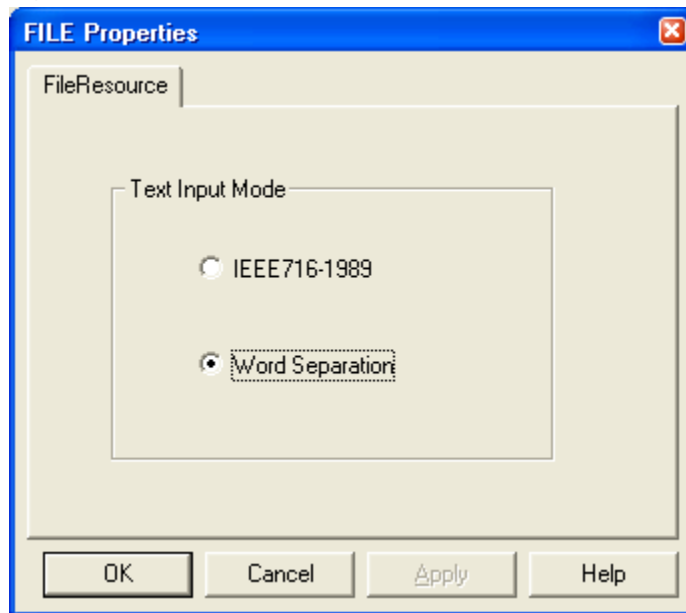 FILE Properties
FileResource
Text Input Mode
IEEE716-1989
Word Separation
OK Cancel Apply Help